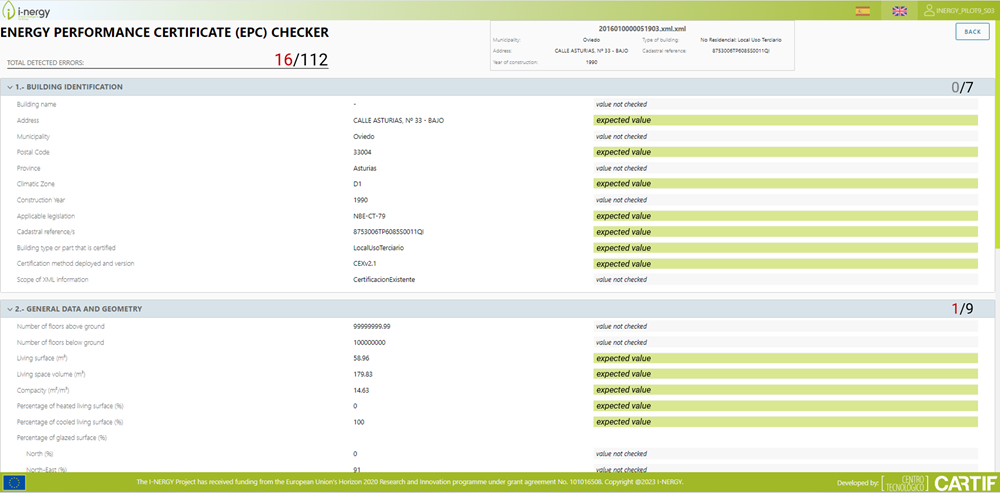 i-nergy
INERGY_PILOT9_503
ENERGY PERFORMANCE CERTIFICATE (EPC) CHECKER
TOTAL DETECTED ERRORS: 16/112
2016010000051903.xml.xml
Municipality: Oviedo Type of building: No Residencial: Local Uso Terciario
Address: CALLE ASTURIAS, Nº 33 - BAJO Cadastral reference: 8753006TP6085S0011QI
Year of construction: 1990
BACK
1.- BUILDING IDENTIFICATION 0/7
Building name - value not checked
Address CALLE ASTURIAS, Nº 33 - BAJO expected value
Municipality Oviedo value not checked
Postal Code 33004 expected value
Province Asturias value not checked
Climatic Zone D1 expected value
Construction Year 1990 value not checked
Applicable legislation NBE-CT-79 expected value
Cadastral reference/s 8753006TP6085S0011QI expected value
Building type or part that is certified LocalUsoTerciario expected value
Certification method deployed and version CEXv2.1 expected value
Scope of XML Information CertificacionExistente value not checked
2.- GENERAL DATA AND GEOMETRY 1/9
Number of floors above ground 99999999.99 value not checked
Number of floors below ground 100000000 value not checked
Living surface (m²) 58.96 expected value
Living space volume (m³) 179.83 expected value
Compacity (m³/m²) 14.63 expected value
Percentage of heated living surface (%) 0 expected value
Percentage of cooled living surface (%) 100 expected value
Percentage of glazed surface (%)
North (%) 0 value not checked
North-East (%) 91 value not checked
The I-NERGY Project has received funding from the European Union's Horizon 2020 Research and Innovation programme under grant agreement No. 101016508. Copyright @2023 I-NERGY.
Developed by: CENTRO TECNOLÓGICO CARTIF